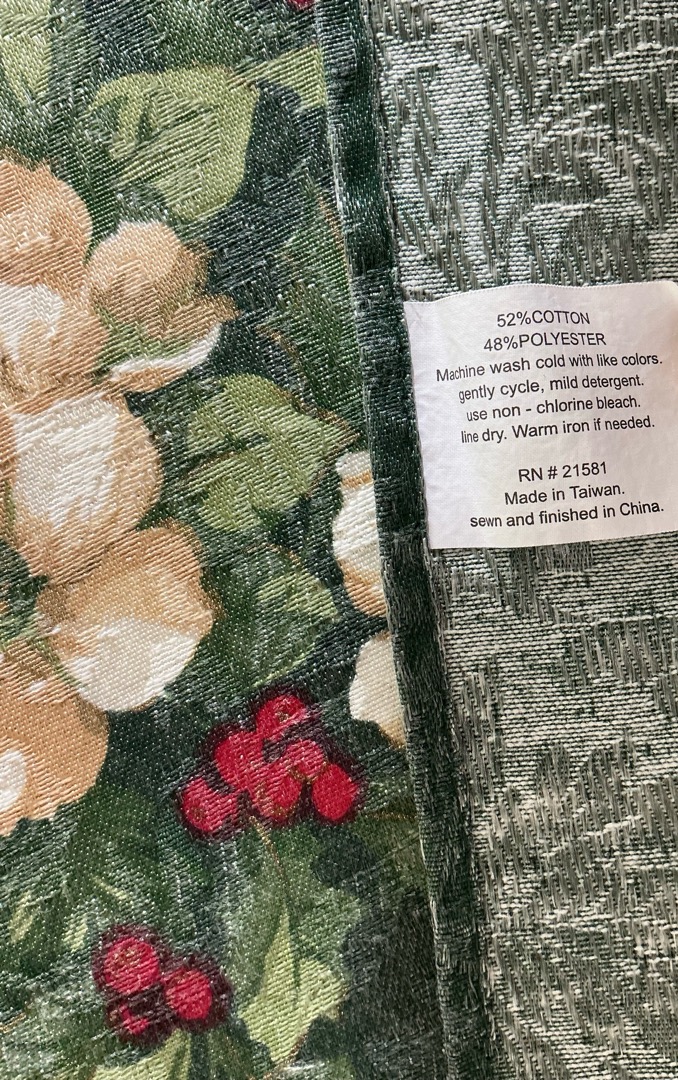 52%COTTON
48%POLYESTER
Machine wash cold with like colors.
gently cycle, mild detergent.
use non - chlorine bleach.
line dry. Warm iron if needed.
RN # 21581
Made in Taiwan.
sewn and finished in China.